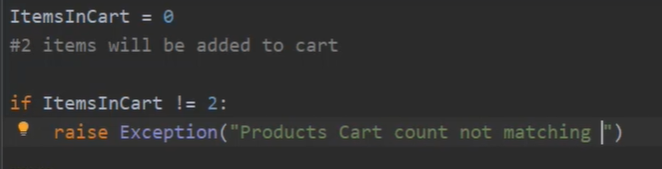 ItemsInCart = 0
#2 items will be added to cart
if ItemsInCart != 2:
raise Exception("Products Cart count not matching ")